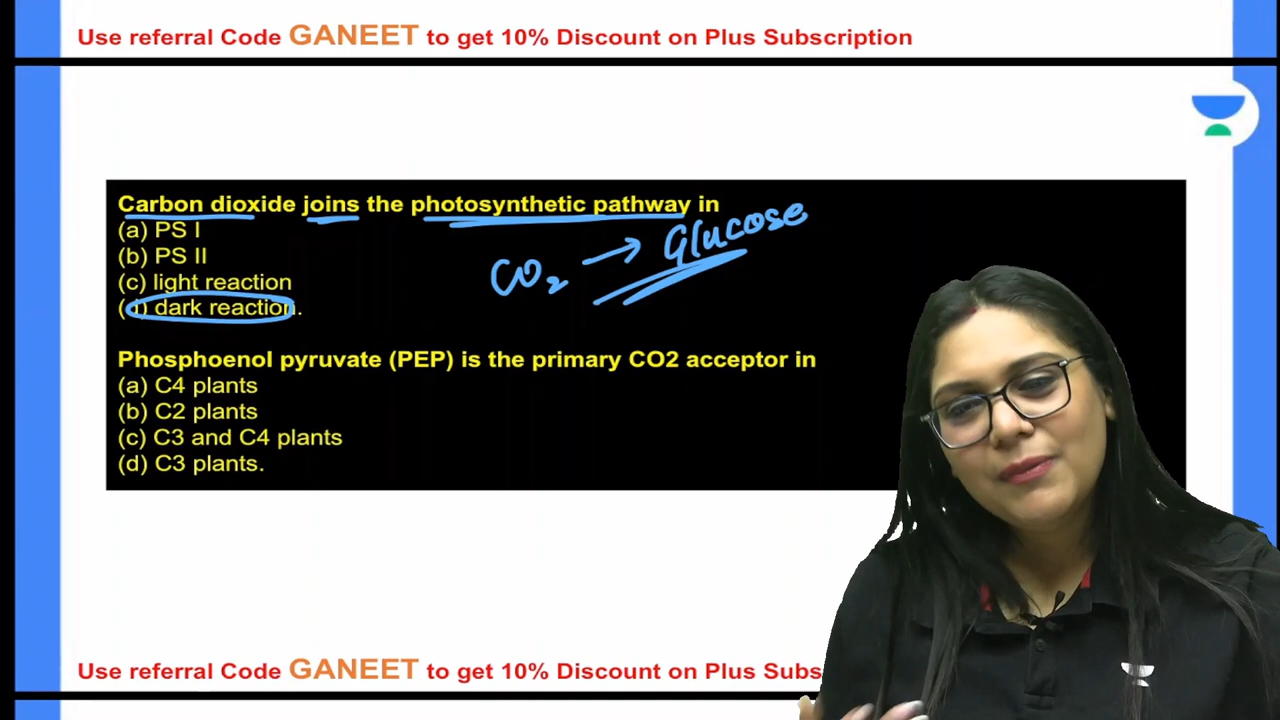 Use referral Code GANEET to get 10% Discount on Plus Subscription
Carbon dioxide joins the photosynthetic pathway in
(a) PS I
(b) PS II
CO2 → Glucose
(c) light reaction
(d) dark reaction.
Phosphoenol pyruvate (PEP) is the primary CO2 acceptor in
(a) C4 plants
(b) C2 plants
(c) C3 and C4 plants
(d) C3 plants.
Use referral Code GANEET to get 10% Discount on Plus Subs